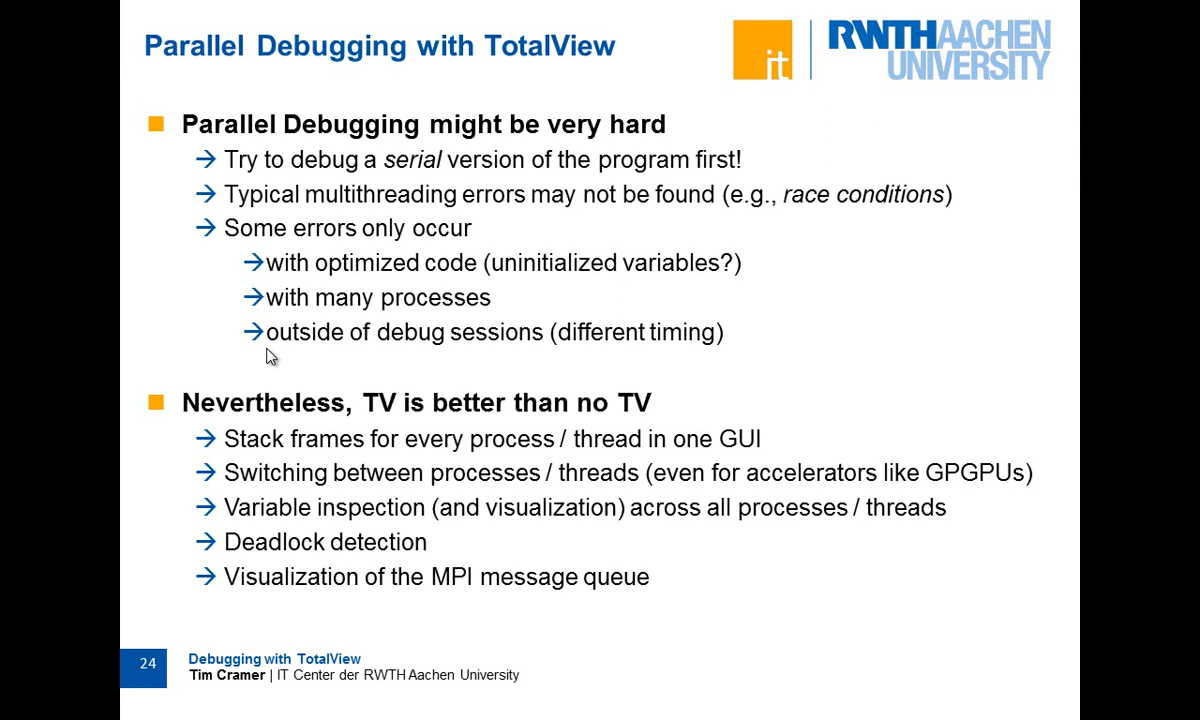 Parallel Debugging with TotalView
it
RWTHAACHEN
UNIVERSITY
Parallel Debugging might be very hard
→ Try to debug a serial version of the program first!
→ Typical multithreading errors may not be found (e.g., race conditions)
→ Some errors only occur
→with optimized code (uninitialized variables?)
→with many processes
→outside of debug sessions (different timing)
Nevertheless, TV is better than no TV
→ Stack frames for every process / thread in one GUI
→ Switching between processes / threads (even for accelerators like GPGPUs)
→ Variable inspection (and visualization) across all processes / threads
→ Deadlock detection
→ Visualization of the MPI message queue
24
Debugging with TotalView
Tim Cramer | IT Center der RWTH Aachen University